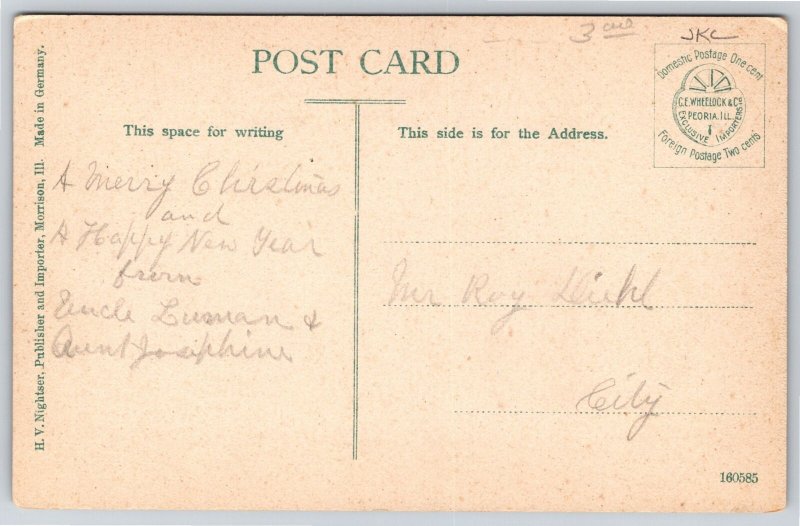 3
JKC
POST CARD
Domestic Postage One cent
C.E. WHEELOCK & Co
PEORIA. ILL.
EXCLUSIVE IMPORTERS
Foreign Postage Two cents
This space for writing
This side is for the Address.
A Merry Christmas
and
A Happy New Year
from
Uncle Luman &
Aunt Josephine
Mr Roy Diehl
City
160585
H. V. Nightser, Publisher and Importer, Morrison, Ill. Made in Germany.